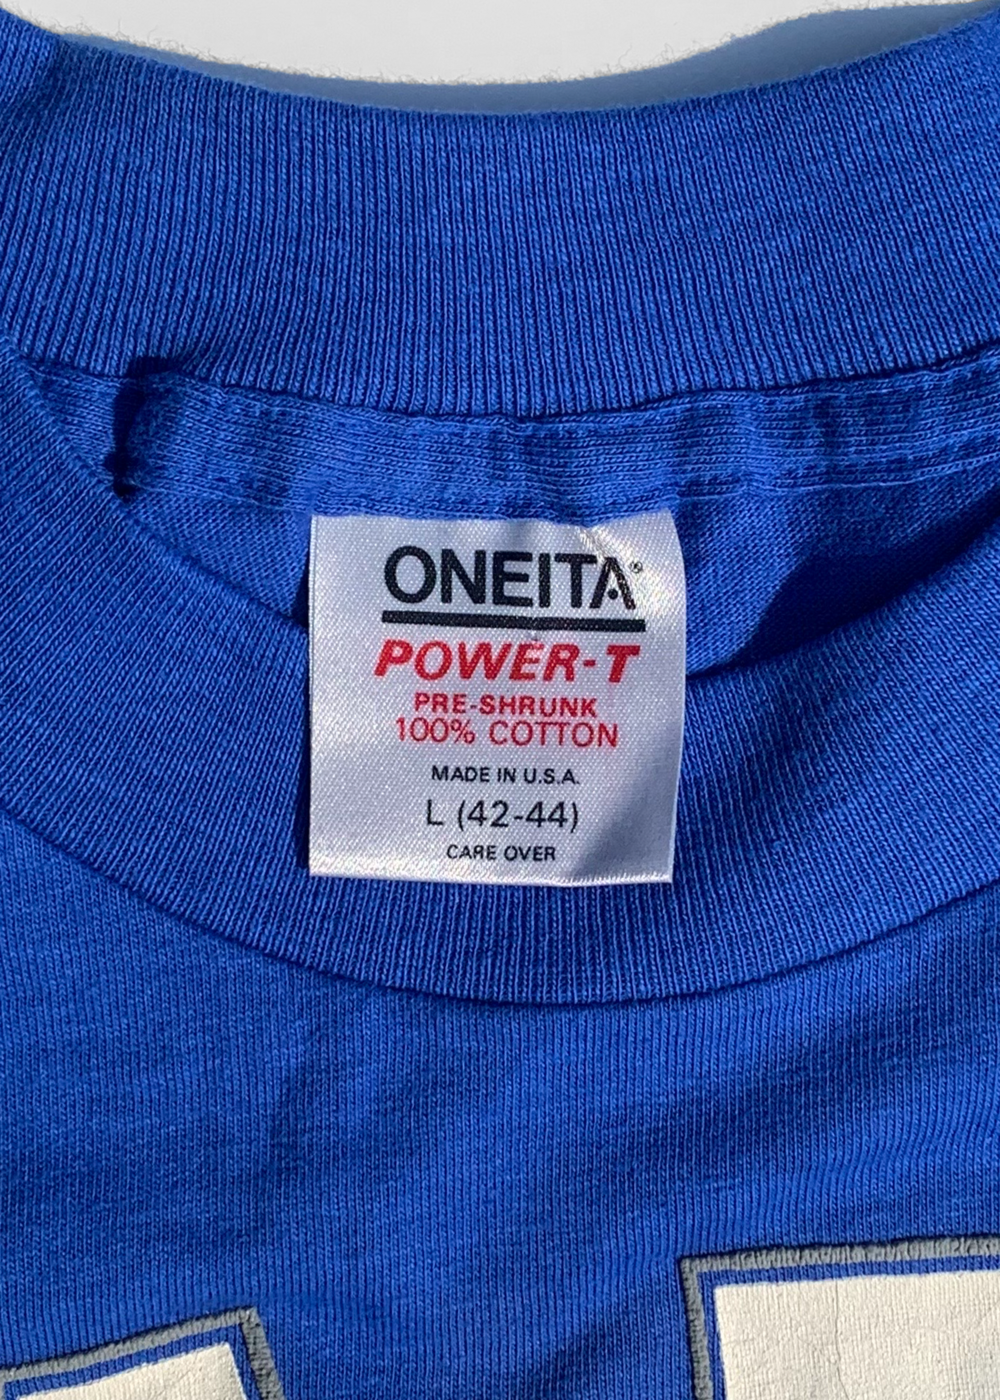 ONEITA®
POWER-T
PRE-SHRUNK
100% COTTON
MADE IN U.S.A.
L (42-44)
CARE OVER